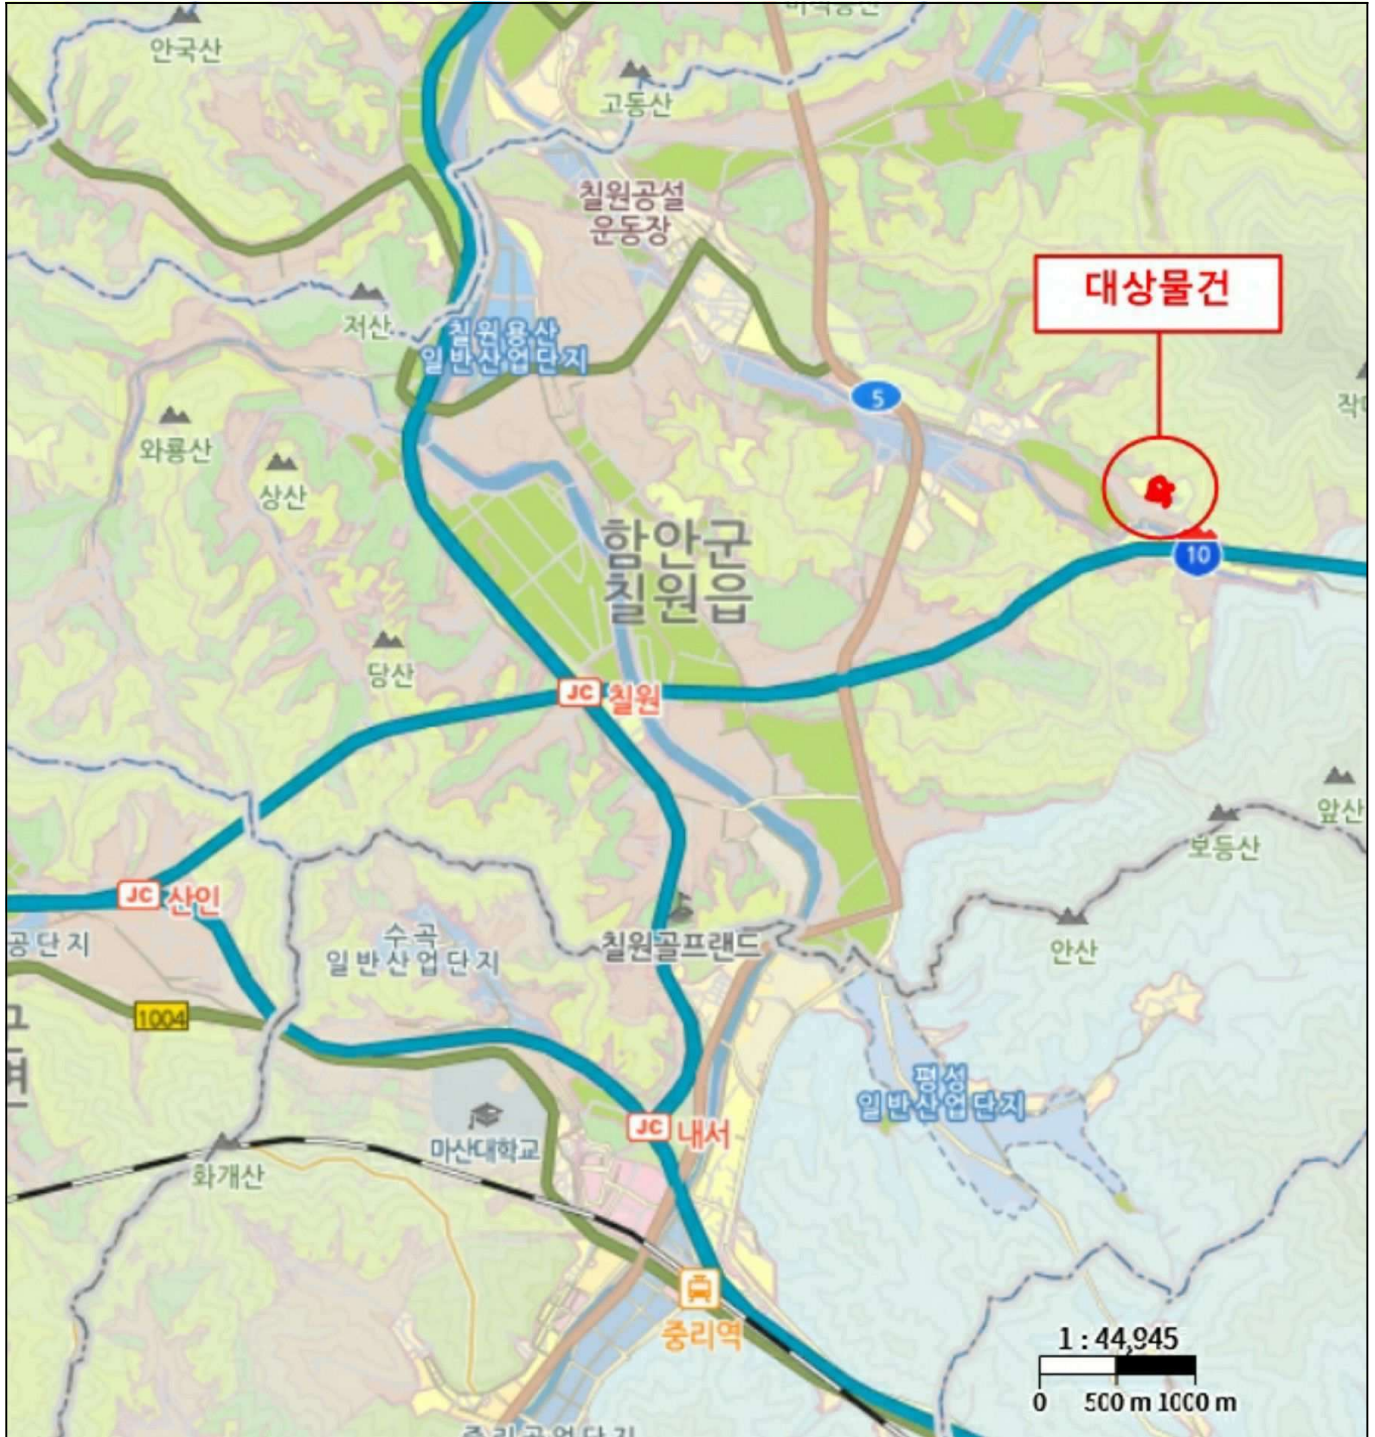 안국산
고동산
칠원공설
운동장
대상물건
저산
칠원용산
일반산업단지
5
와룡산
상산
함안군
칠원읍
10
당산
JC 칠원
앞산
보등산
JC 산인
공단지
수곡
일반산업단지
칠원골프랜드
안산
1004
평성
일반산업단지
JC 내서
마산대학교
화개산
중리역
1 : 44,945
0 500 m 1000 m